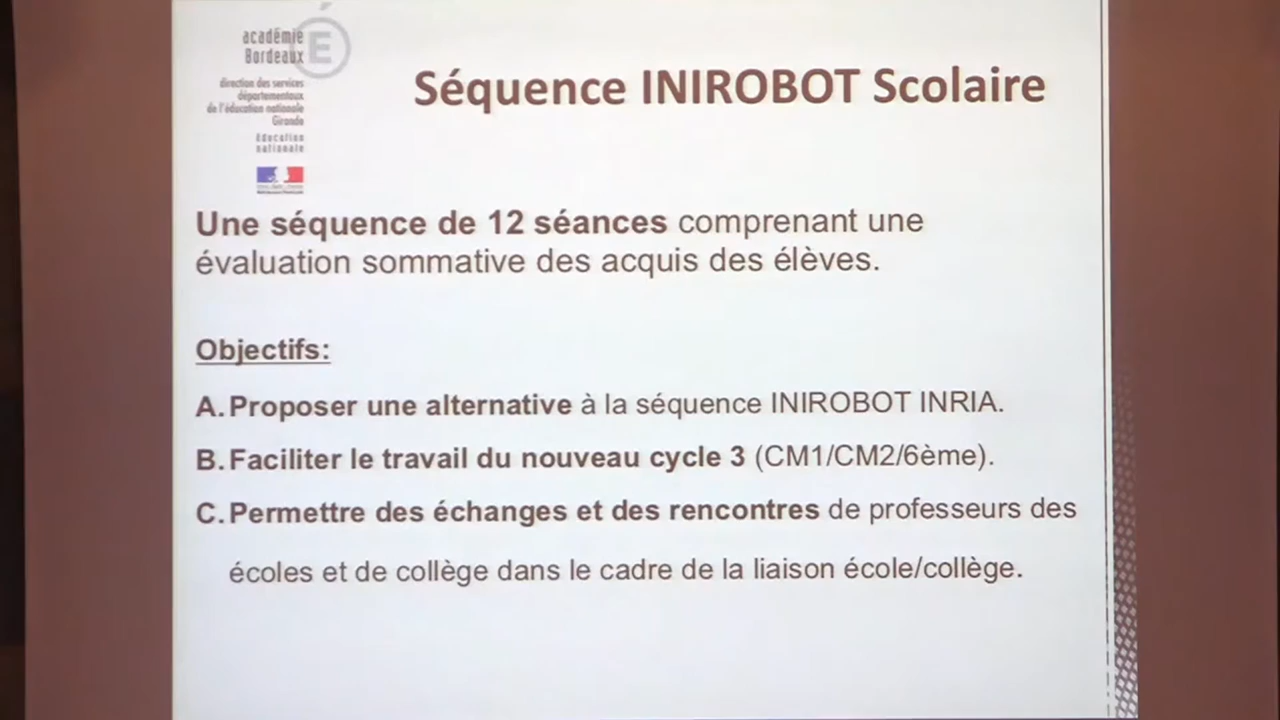 académie
Bordeaux
direction des services
départementaux
de l'éducation nationale
Gironde
éducation
nationale
Séquence INIROBOT Scolaire
Une séquence de 12 séances comprenant une
évaluation sommative des acquis des élèves.
Objectifs:
A. Proposer une alternative à la séquence INIROBOT INRIA.
B. Faciliter le travail du nouveau cycle 3 (CM1/CM2/6ème).
C. Permettre des échanges et des rencontres de professeurs des
écoles et de collège dans le cadre de la liaison école/collège.